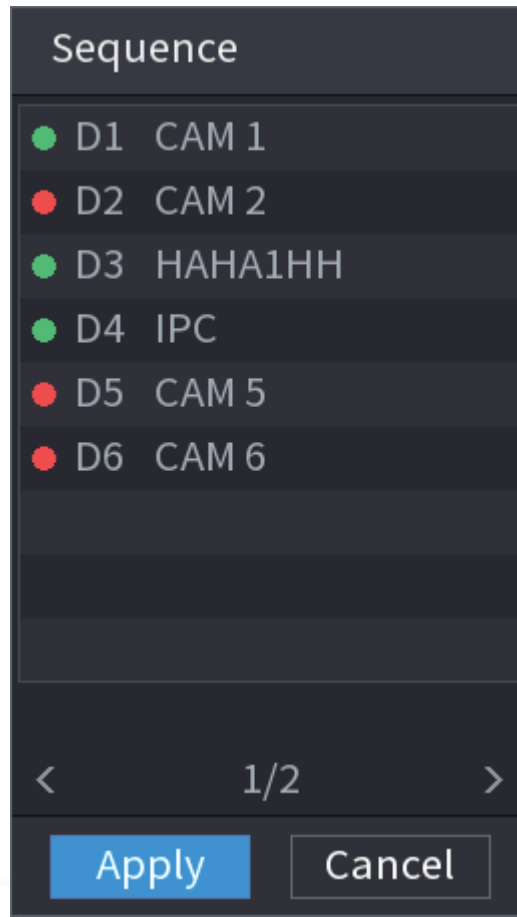 Sequence
D1 CAM 1
D2 CAM 2
D3 HAHA1HH
D4 IPC
D5 CAM 5
D6 CAM 6
< 1/2 >
Apply Cancel